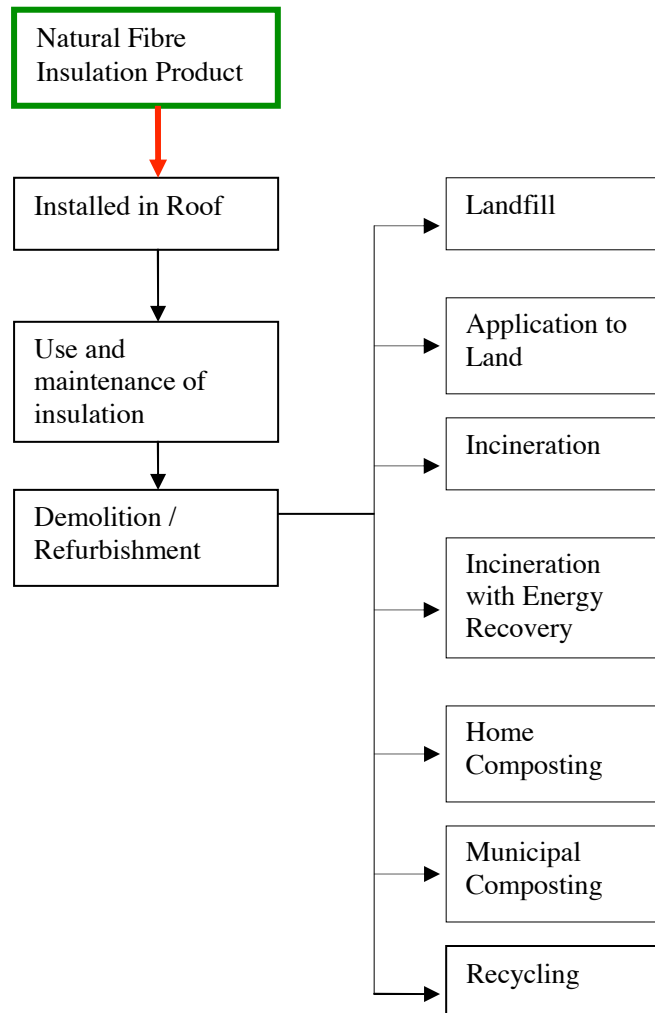 Natural Fibre
Insulation Product
Installed in Roof
Use and
maintenance of
insulation
Demolition /
Refurbishment
Landfill
Application to
Land
Incineration
Incineration
with Energy
Recovery
Home
Composting
Municipal
Composting
Recycling